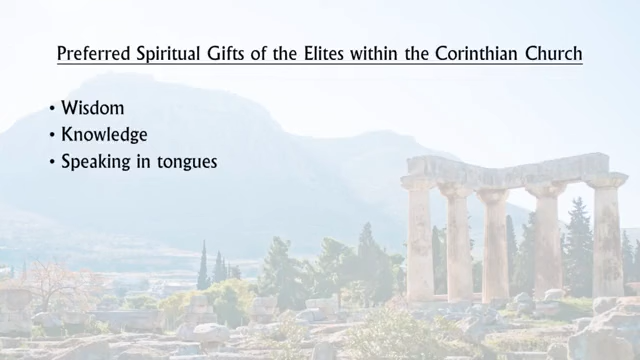 Preferred Spiritual Gifts of the Elites within the Corinthian Church
• Wisdom
• Knowledge
• Speaking in tongues